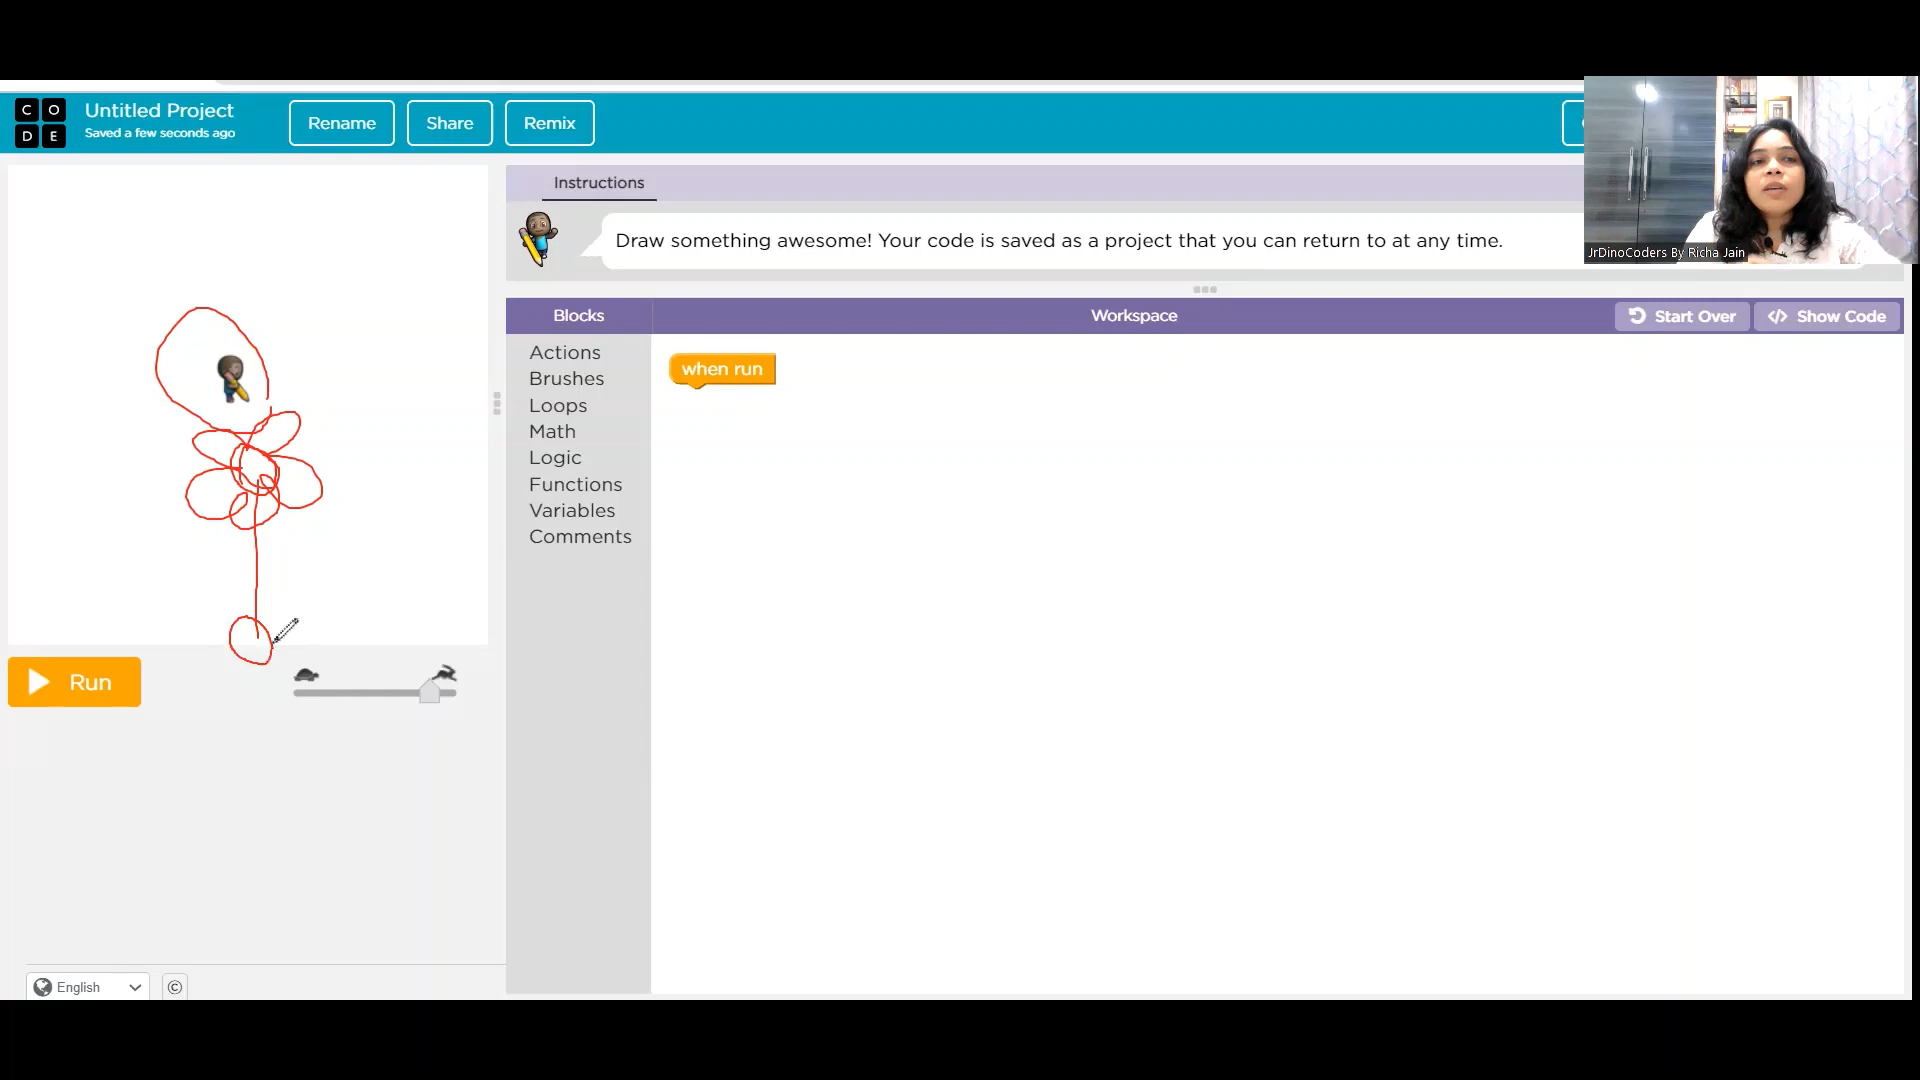 CODE
Untitled Project
Saved a few seconds ago
Rename
Share
Remix
Instructions
Draw something awesome! Your code is saved as a project that you can return to at any time.
JrDinoCoders By Richa Jain
Blocks
Workspace
Start Over
Show Code
Actions
Brushes
Loops
Math
Logic
Functions
Variables
Comments
when run
Run
English
©